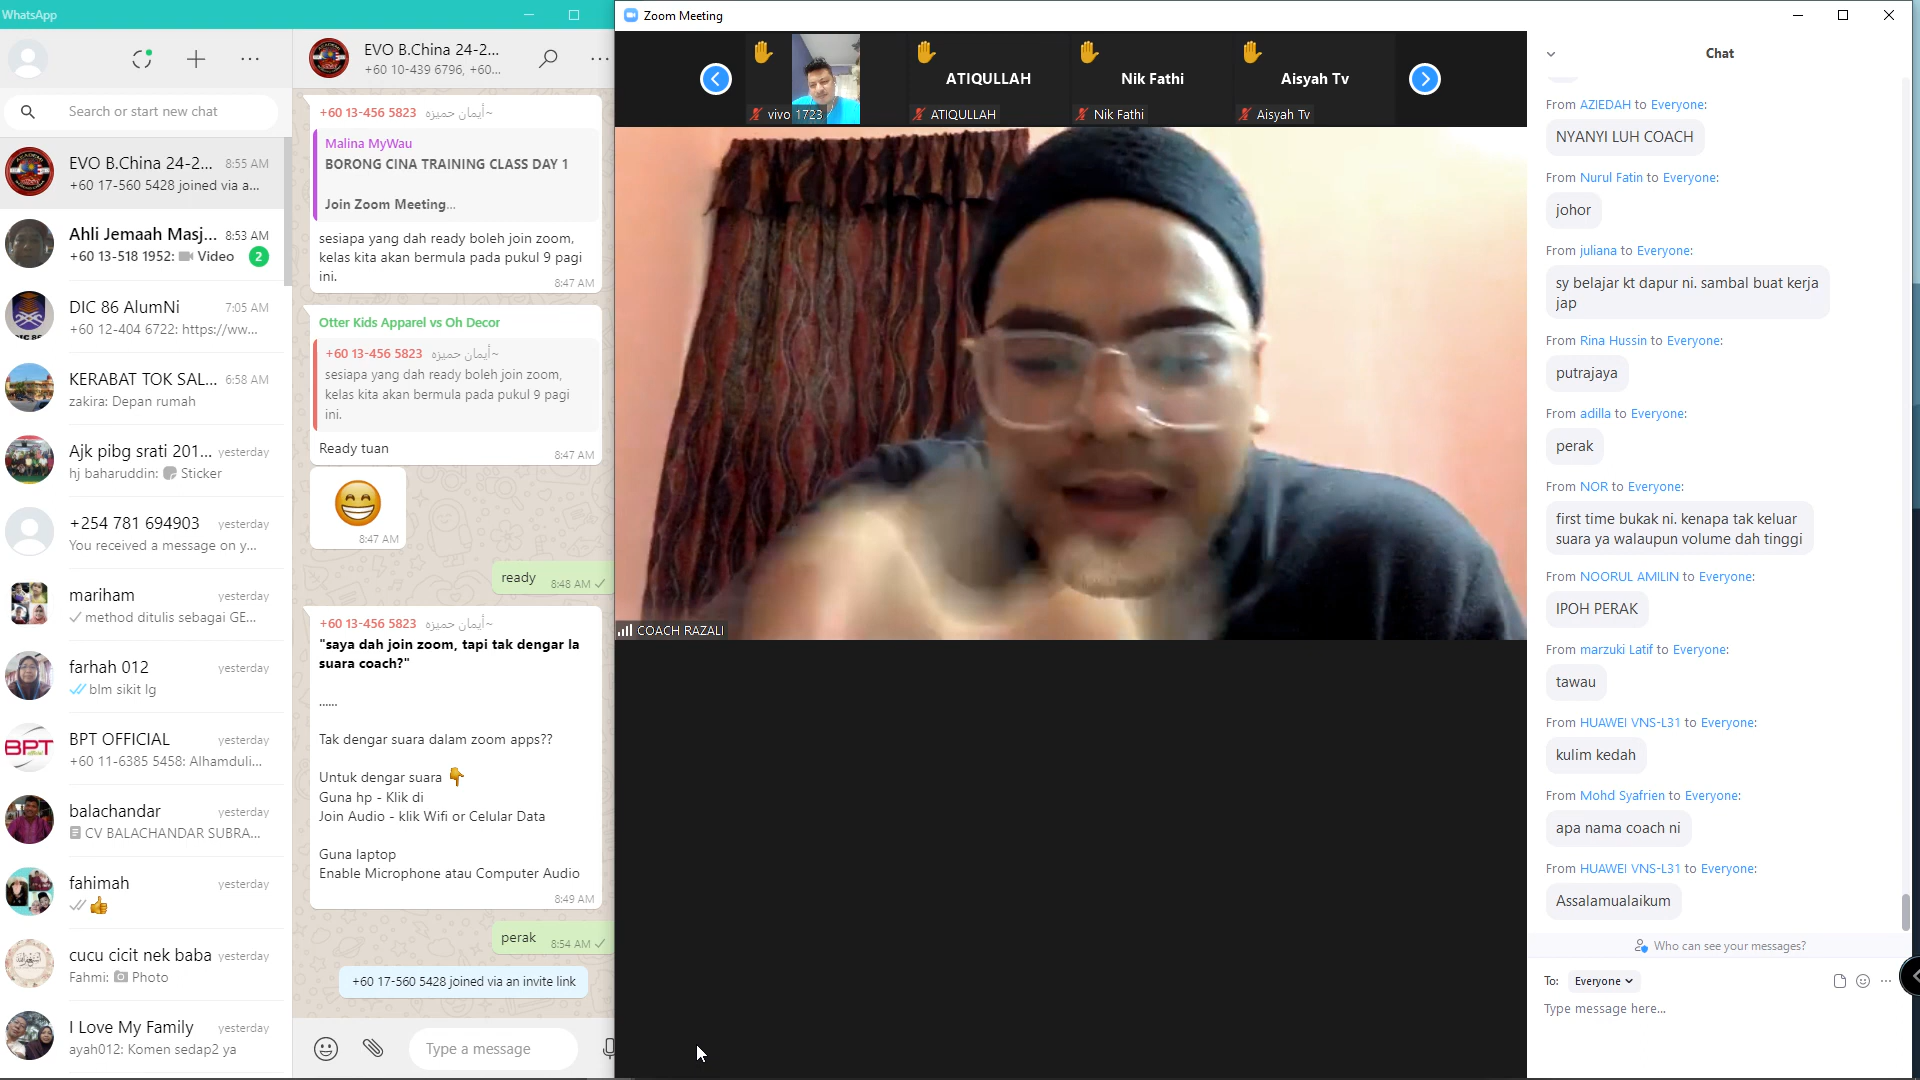 WhatsApp
Search or start new chat
EVO B.China 24-2... 8:55 AM
+60 17-560 5428 joined via a...
Ahli Jemaah Masj... 8:53 AM
+60 13-518 1952: Video 2
DIC 86 AlumNi 7:05 AM
+60 12-404 6722: https://ww...
KERABAT TOK SAL... 6:58 AM
zakira: Depan rumah
Ajk pibg srati 201... yesterday
hj baharuddin: Sticker
+254 781 694903 yesterday
You received a message on y...
mariham yesterday
method ditulis sebagai GE...
farhah 012 yesterday
blm sikit lg
BPT
BPT OFFICIAL yesterday
+60 11-6385 5458: Alhamduli...
balachandar yesterday
CV BALACHANDAR SUBRA...
fahimah yesterday
👍
cucu cicit nek baba yesterday
Fahmi: Photo
I Love My Family yesterday
ayah012: Komen sedap2 ya
EVO B.China 24-2...
+60 10-439 6796, +60...
+60 13-456 5823 ~أيمان حميزه
Malina MyWau
BORONG CINA TRAINING CLASS DAY 1
Join Zoom Meeting...
sesiapa yang dah ready boleh join zoom,
kelas kita akan bermula pada pukul 9 pagi
ini.
8:47 AM
Otter Kids Apparel vs Oh Decor
+60 13-456 5823 ~أيمان حميزه
sesiapa yang dah ready boleh join zoom,
kelas kita akan bermula pada pukul 9 pagi
ini.
Ready tuan
8:47 AM
😁
8:47 AM
ready 8:48 AM
+60 13-456 5823 ~أيمان حميزه
"saya dah join zoom, tapi tak dengar la
suara coach?"
......
Tak dengar suara dalam zoom apps??
Untuk dengar suara 👇
Guna hp - Klik di
Join Audio - klik Wifi or Celular Data
Guna laptop
Enable Microphone atau Computer Audio
8:49 AM
perak 8:54 AM
+60 17-560 5428 joined via an invite link
Type a message
Zoom Meeting
vivo 1723
ATIQULLAH
ATIQULLAH
Nik Fathi
Nik Fathi
Aisyah Tv
Aisyah Tv
COACH RAZALI
Chat
From AZIEDAH to Everyone:
NYANYI LUH COACH
From Nurul Fatin to Everyone:
johor
From juliana to Everyone:
sy belajar kt dapur ni. sambal buat kerja
jap
From Rina Hussin to Everyone:
putrajaya
From adilla to Everyone:
perak
From NOR to Everyone:
first time bukak ni. kenapa tak keluar
suara ya walaupun volume dah tinggi
From NOORUL AMILIN to Everyone:
IPOH PERAK
From marzuki Latif to Everyone:
tawau
From HUAWEI VNS-L31 to Everyone:
kulim kedah
From Mohd Syafrien to Everyone:
apa nama coach ni
From HUAWEI VNS-L31 to Everyone:
Assalamualaikum
Who can see your messages?
To: Everyone
Type message here...